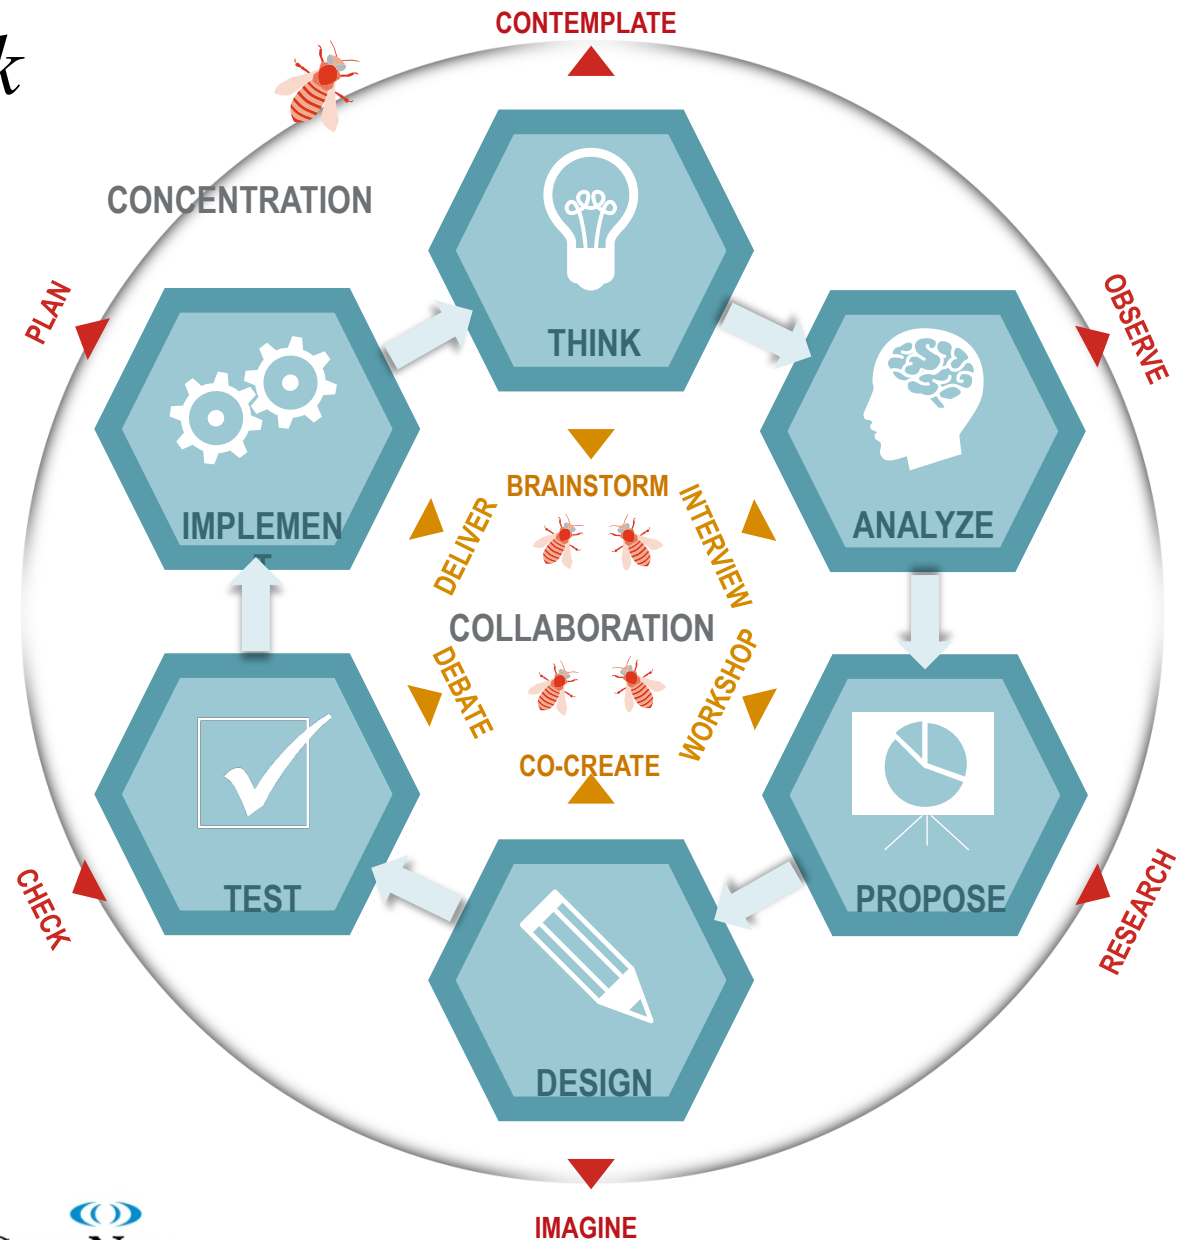 CONTEMPLATE
k
CONCENTRATION
PLAN
OBSERVE
THINK
IMPLEMEN
T
ANALYZE
BRAINSTORM
DELIVER
INTERVIEW
COLLABORATION
DEBATE
WORKSHOP
CO-CREATE
TEST
PROPOSE
CHECK
RESEARCH
DESIGN
IMAGINE